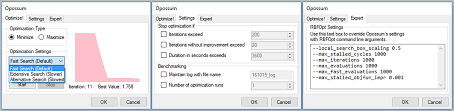 Opossum
Optimize! Settings Expert
Optimization Type
Minimize Maximize
Optimization Settings
Fast Search (Default)
Fast Search (Default)
Extensive Search (Slower)
Alternative Search (Slowest)
Start Stop
Iteration: 11 Best Value: 1.758
OK Cancel
Opossum
Optimize! Settings Expert
Stop optimization if
Iterations exceed 200
Iterations without improvement exceed 20
Duration in seconds exceeds 3600
Benchmarking
Maintain log with file name 161015_log
Number of optimization runs 1
OK Cancel
Opossum
Optimize! Settings Expert
RBFOpt Settings
Use this text box to override Opossum's settings
with RBFOpt command line arguments.
--local_search_box_scaling 0.5
--max_stalled_cycles 1000
--max_iterations 1000
--max_evaluations 1000
--max_fast_evaluations 1000
--max_stalled_objfun_impr 0.001
OK Cancel